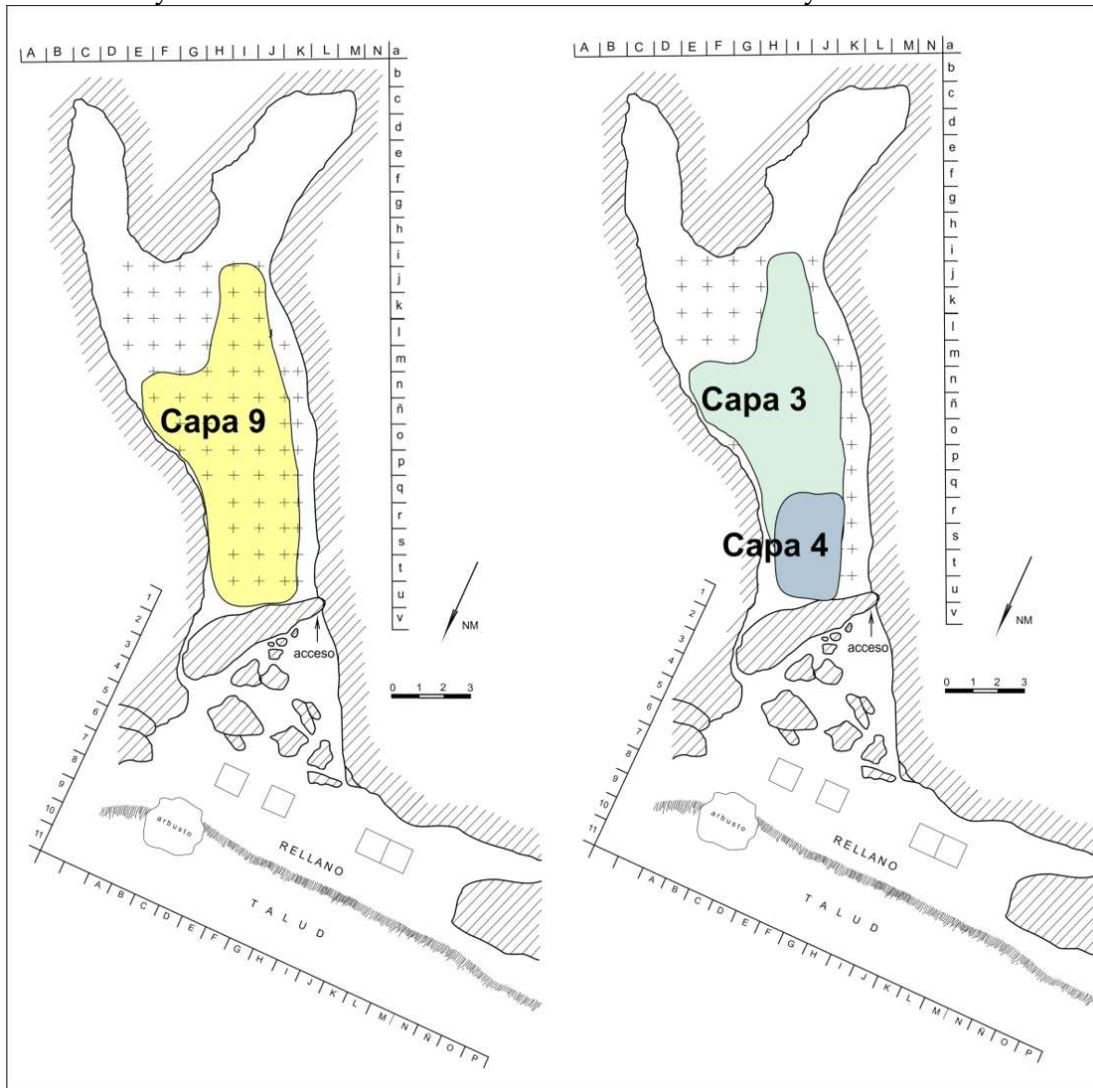 A B C D E F G H I J K L M N a
b
c
d
e
f
g
h
i
j
k
l
m
n
ñ
o
p
q
r
s
t
u
v
Capa 9
NM
acceso
0 1 2 3
1
2
3
4
5
6
7
8
9
10
11
arbusto
RELLANO
TALUD
A B C D E F G H I J K L M N Ñ O P
A B C D E F G H I J K L M N a
b
c
d
e
f
g
h
i
j
k
l
m
n
ñ
o
p
q
r
s
t
u
v
Capa 3
Capa 4
NM
acceso
0 1 2 3
1
2
3
4
5
6
7
8
9
10
11
arbusto
RELLANO
TALUD
A B C D E F G H I J K L M N Ñ O P